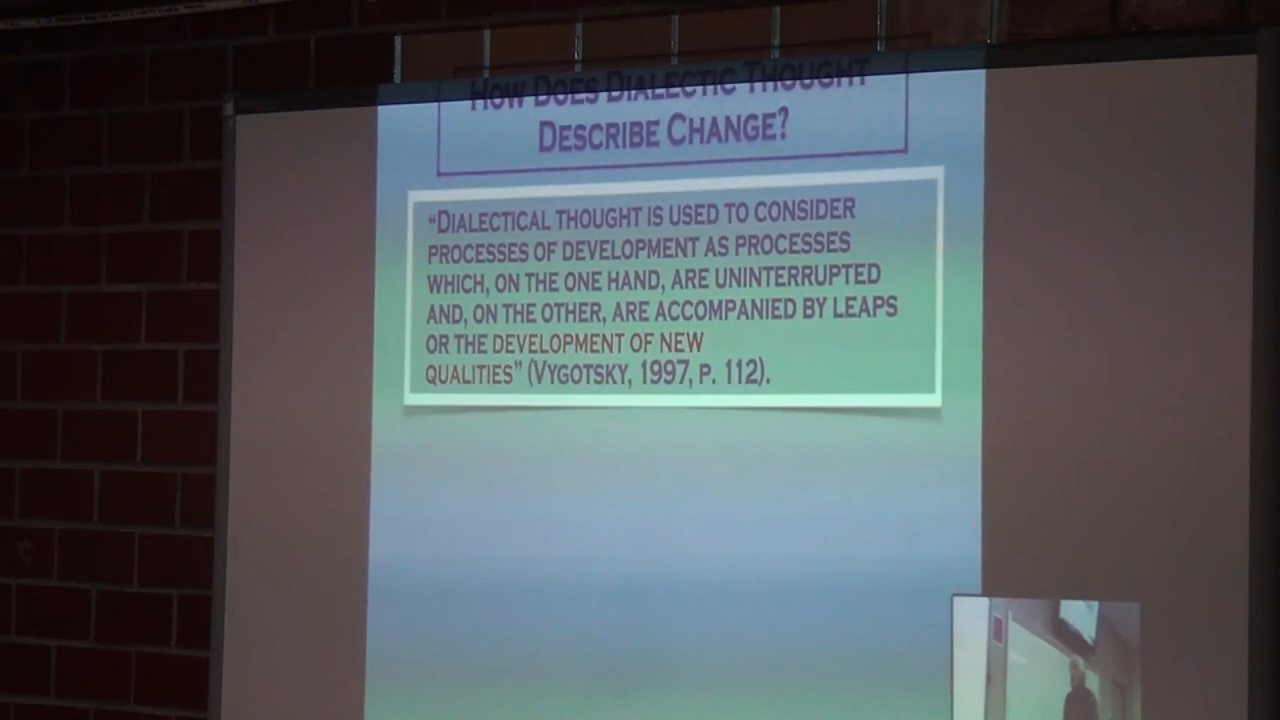 HOW DOES DIALECTIC THOUGHT
DESCRIBE CHANGE?
“DIALECTICAL THOUGHT IS USED TO CONSIDER
PROCESSES OF DEVELOPMENT AS PROCESSES
WHICH, ON THE ONE HAND, ARE UNINTERRUPTED
AND, ON THE OTHER, ARE ACCOMPANIED BY LEAPS
OR THE DEVELOPMENT OF NEW
QUALITIES” (VYGOTSKY, 1997, P. 112).